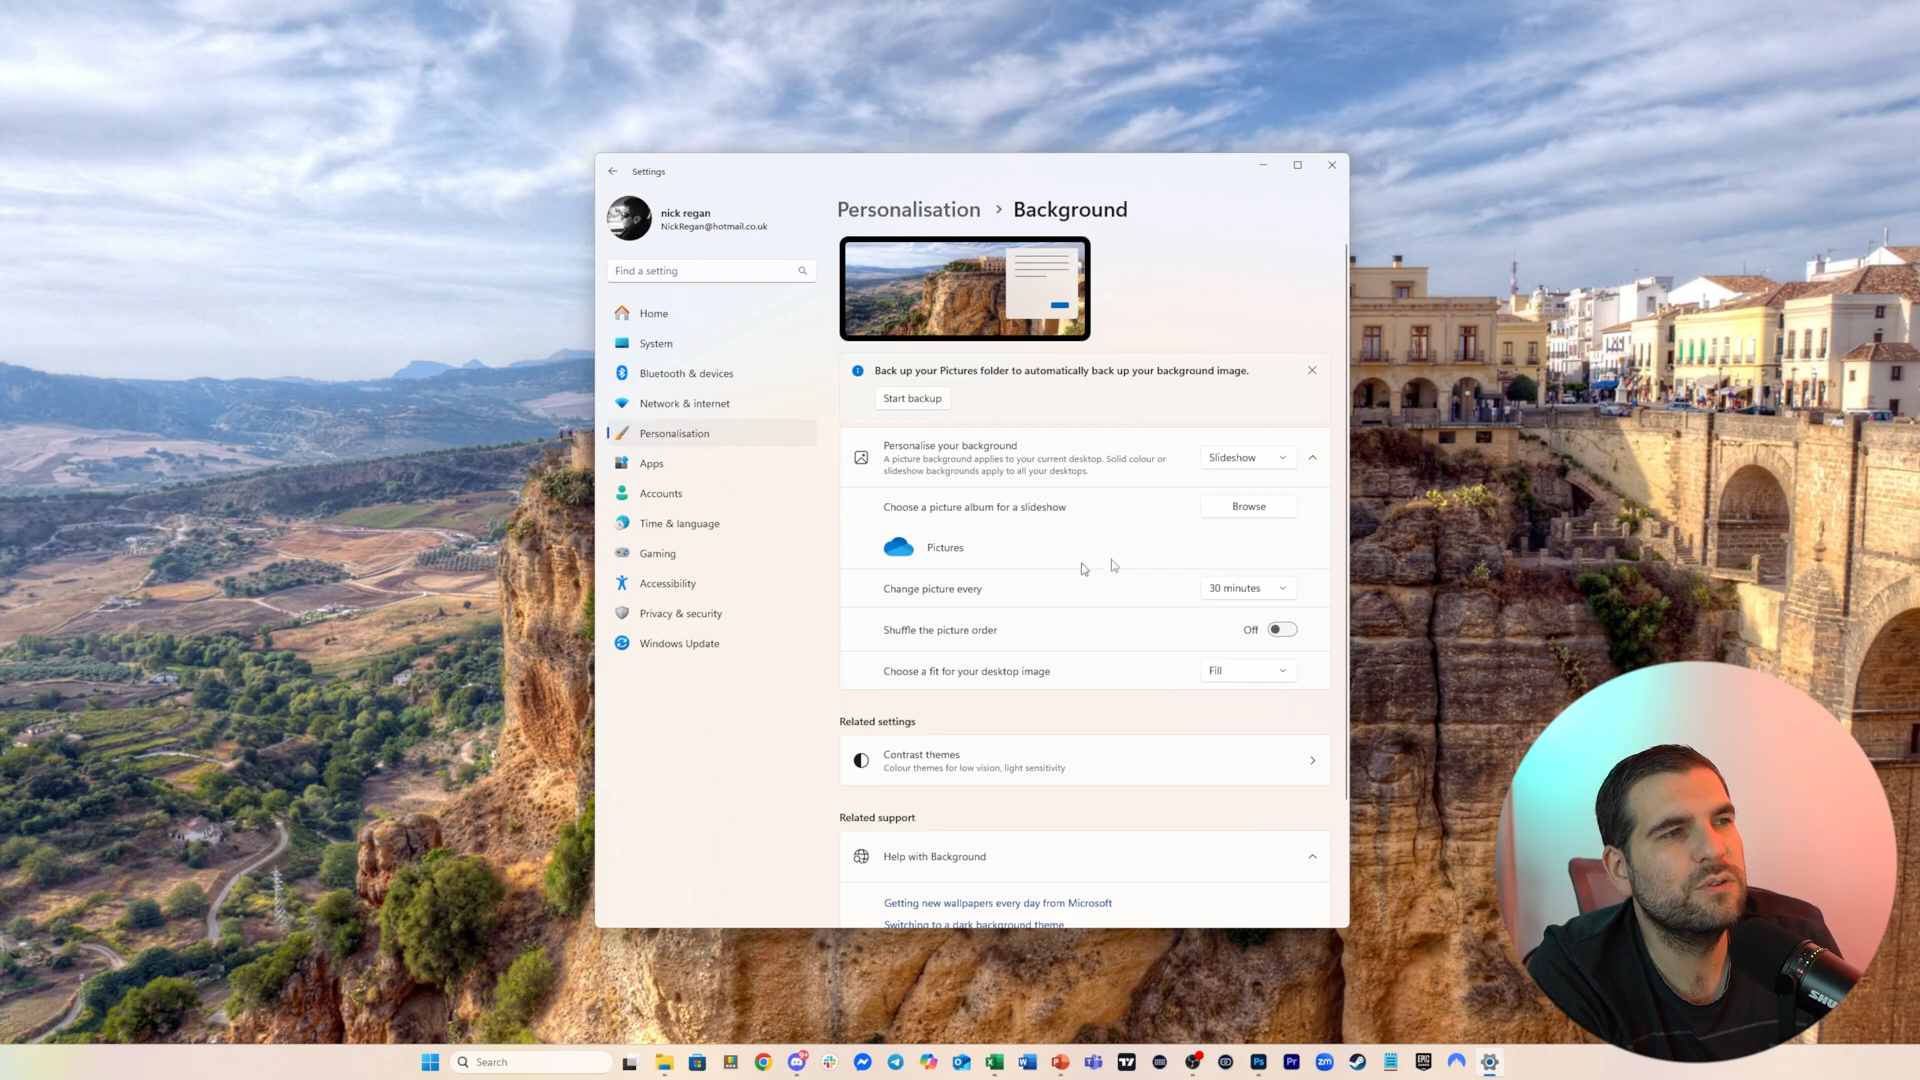 Settings
nick regan
NickRegan@hotmail.co.uk
Find a setting
Home
System
Bluetooth & devices
Network & internet
Personalisation
Apps
Accounts
Time & language
Gaming
Accessibility
Privacy & security
Windows Update
Personalisation > Background
Back up your Pictures folder to automatically back up your background image.
Start backup
Personalise your background
A picture background applies to your current desktop. Solid colour or
slideshow backgrounds apply to all your desktops.
Slideshow
Choose a picture album for a slideshow
Browse
Pictures
Change picture every
30 minutes
Shuffle the picture order
Off
Choose a fit for your desktop image
Fill
Related settings
Contrast themes
Colour themes for low vision, light sensitivity
Related support
Help with Background
Getting new wallpapers every day from Microsoft
Switching to a dark background theme
Search